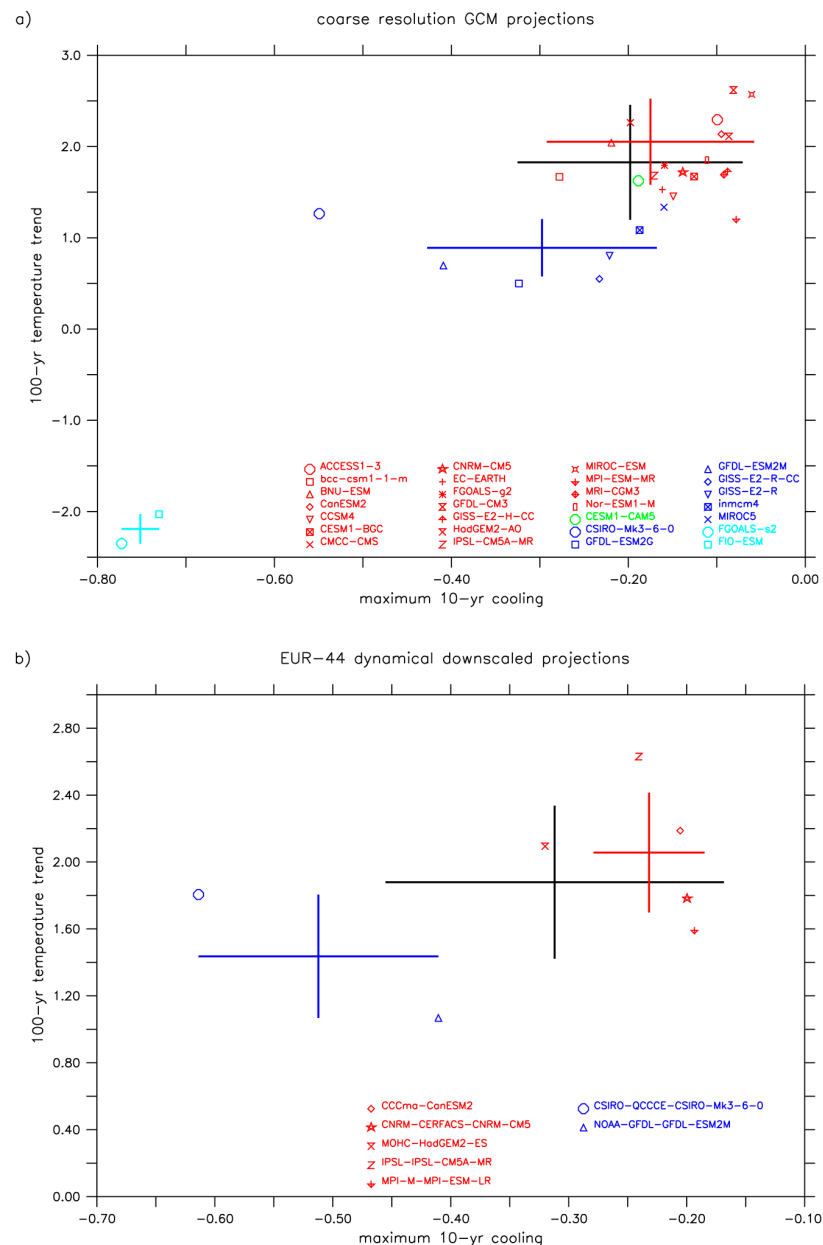 a)
coarse resolution GCM projections
3.0
2.0
1.0
0.0
-1.0
-2.0
100-yr temperature trend
ACCESS1-3
bcc-csm1-1-m
BNU-ESM
CanESM2
CCSM4
CESM1-BGC
CMCC-CMS
CNRM-CM5
EC-EARTH
FGOALS-g2
GFDL-CM3
GISS-E2-H-CC
HadGEM2-AO
IPSL-CM5A-MR
MIROC-ESM
MPI-ESM-MR
MRI-CGM3
Nor-ESM1-M
CESM1-CAM5
CSIRO-Mk3-6-0
GFDL-ESM2G
GFDL-ESM2M
GISS-E2-R-CC
GISS-E2-R
inmcm4
MIROC5
FGOALS-s2
FIO-ESM
-0.80 -0.60 -0.40 -0.20 0.00
maximum 10-yr cooling
b)
EUR-44 dynamical downscaled projections
2.80
2.40
2.00
1.60
1.20
0.80
0.40
0.00
100-yr temperature trend
CCCma-CanESM2
CNRM-CERFACS-CNRM-CM5
MOHC-HadGEM2-ES
IPSL-IPSL-CM5A-MR
MPI-M-MPI-ESM-LR
CSIRO-QCCCE-CSIRO-Mk3-6-0
NOAA-GFDL-GFDL-ESM2M
-0.70 -0.60 -0.50 -0.40 -0.30 -0.20 -0.10
maximum 10-yr cooling